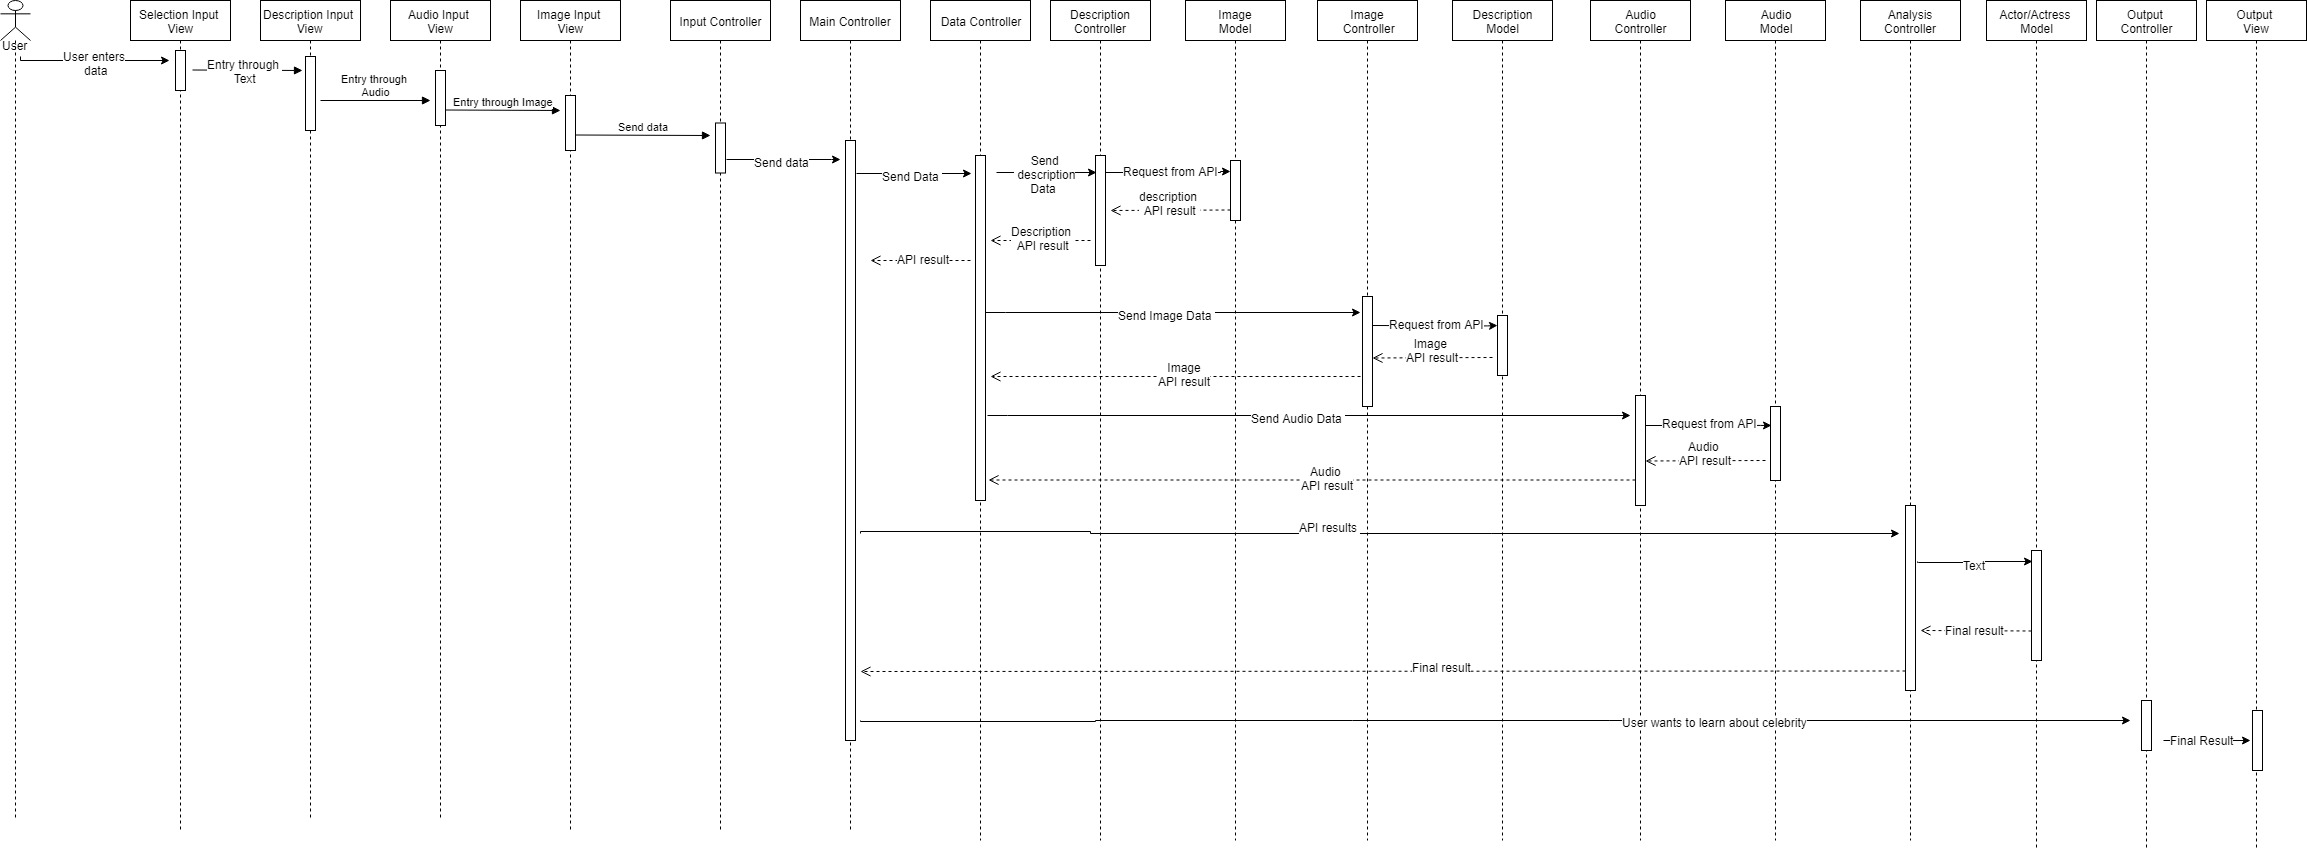 User
Selection Input
View
Description Input
View
Audio Input
View
Image Input
View
Input Controller
Main Controller
Data Controller
Description
Controller
Image
Model
Image
Controller
Description
Model
Audio
Controller
Audio
Model
Analysis
Controller
Actor/Actress
Model
Output
Controller
Output
View
User enters
data
Entry through
Text
Entry through
Audio
Entry through Image
Send data
Send data
Send Data
Send
description
Data
Request from API
description
API result
Description
API result
API result
Send Image Data
Request from API
Image
API result
Image
API result
Send Audio Data
Request from API
Audio
API result
Audio
API result
API results
Text
Final result
Final result
User wants to learn about celebrity
Final Result